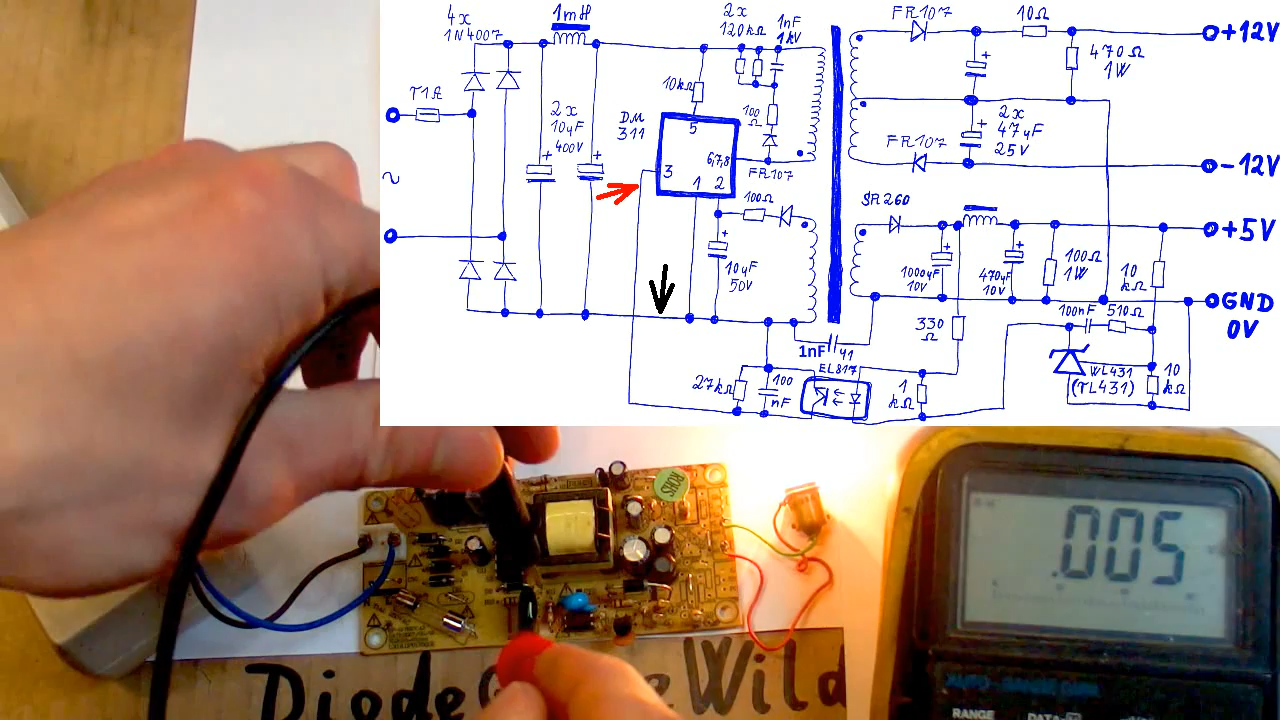 4x
1N4007
1mH
2x
120kΩ
1nF
1kV
FR107
10Ω
+12V
470Ω
1W
T1A
2x
10µF
400V
10kΩ
DM
311
5
100
Ω
6,7,8
3
1 2
FR107
2x
47µF
25V
FR107
-12V
100Ω
10µF
50V
SR260
+5V
1000µF
10V
470µF
10V
100Ω
1W
10
kΩ
GND
0V
~
1nF
Y1
330
Ω
100nF
510Ω
EL817
27kΩ
100
nF
1
kΩ
WL431
(TL431)
10
kΩ
ROHS
.005
RANGE